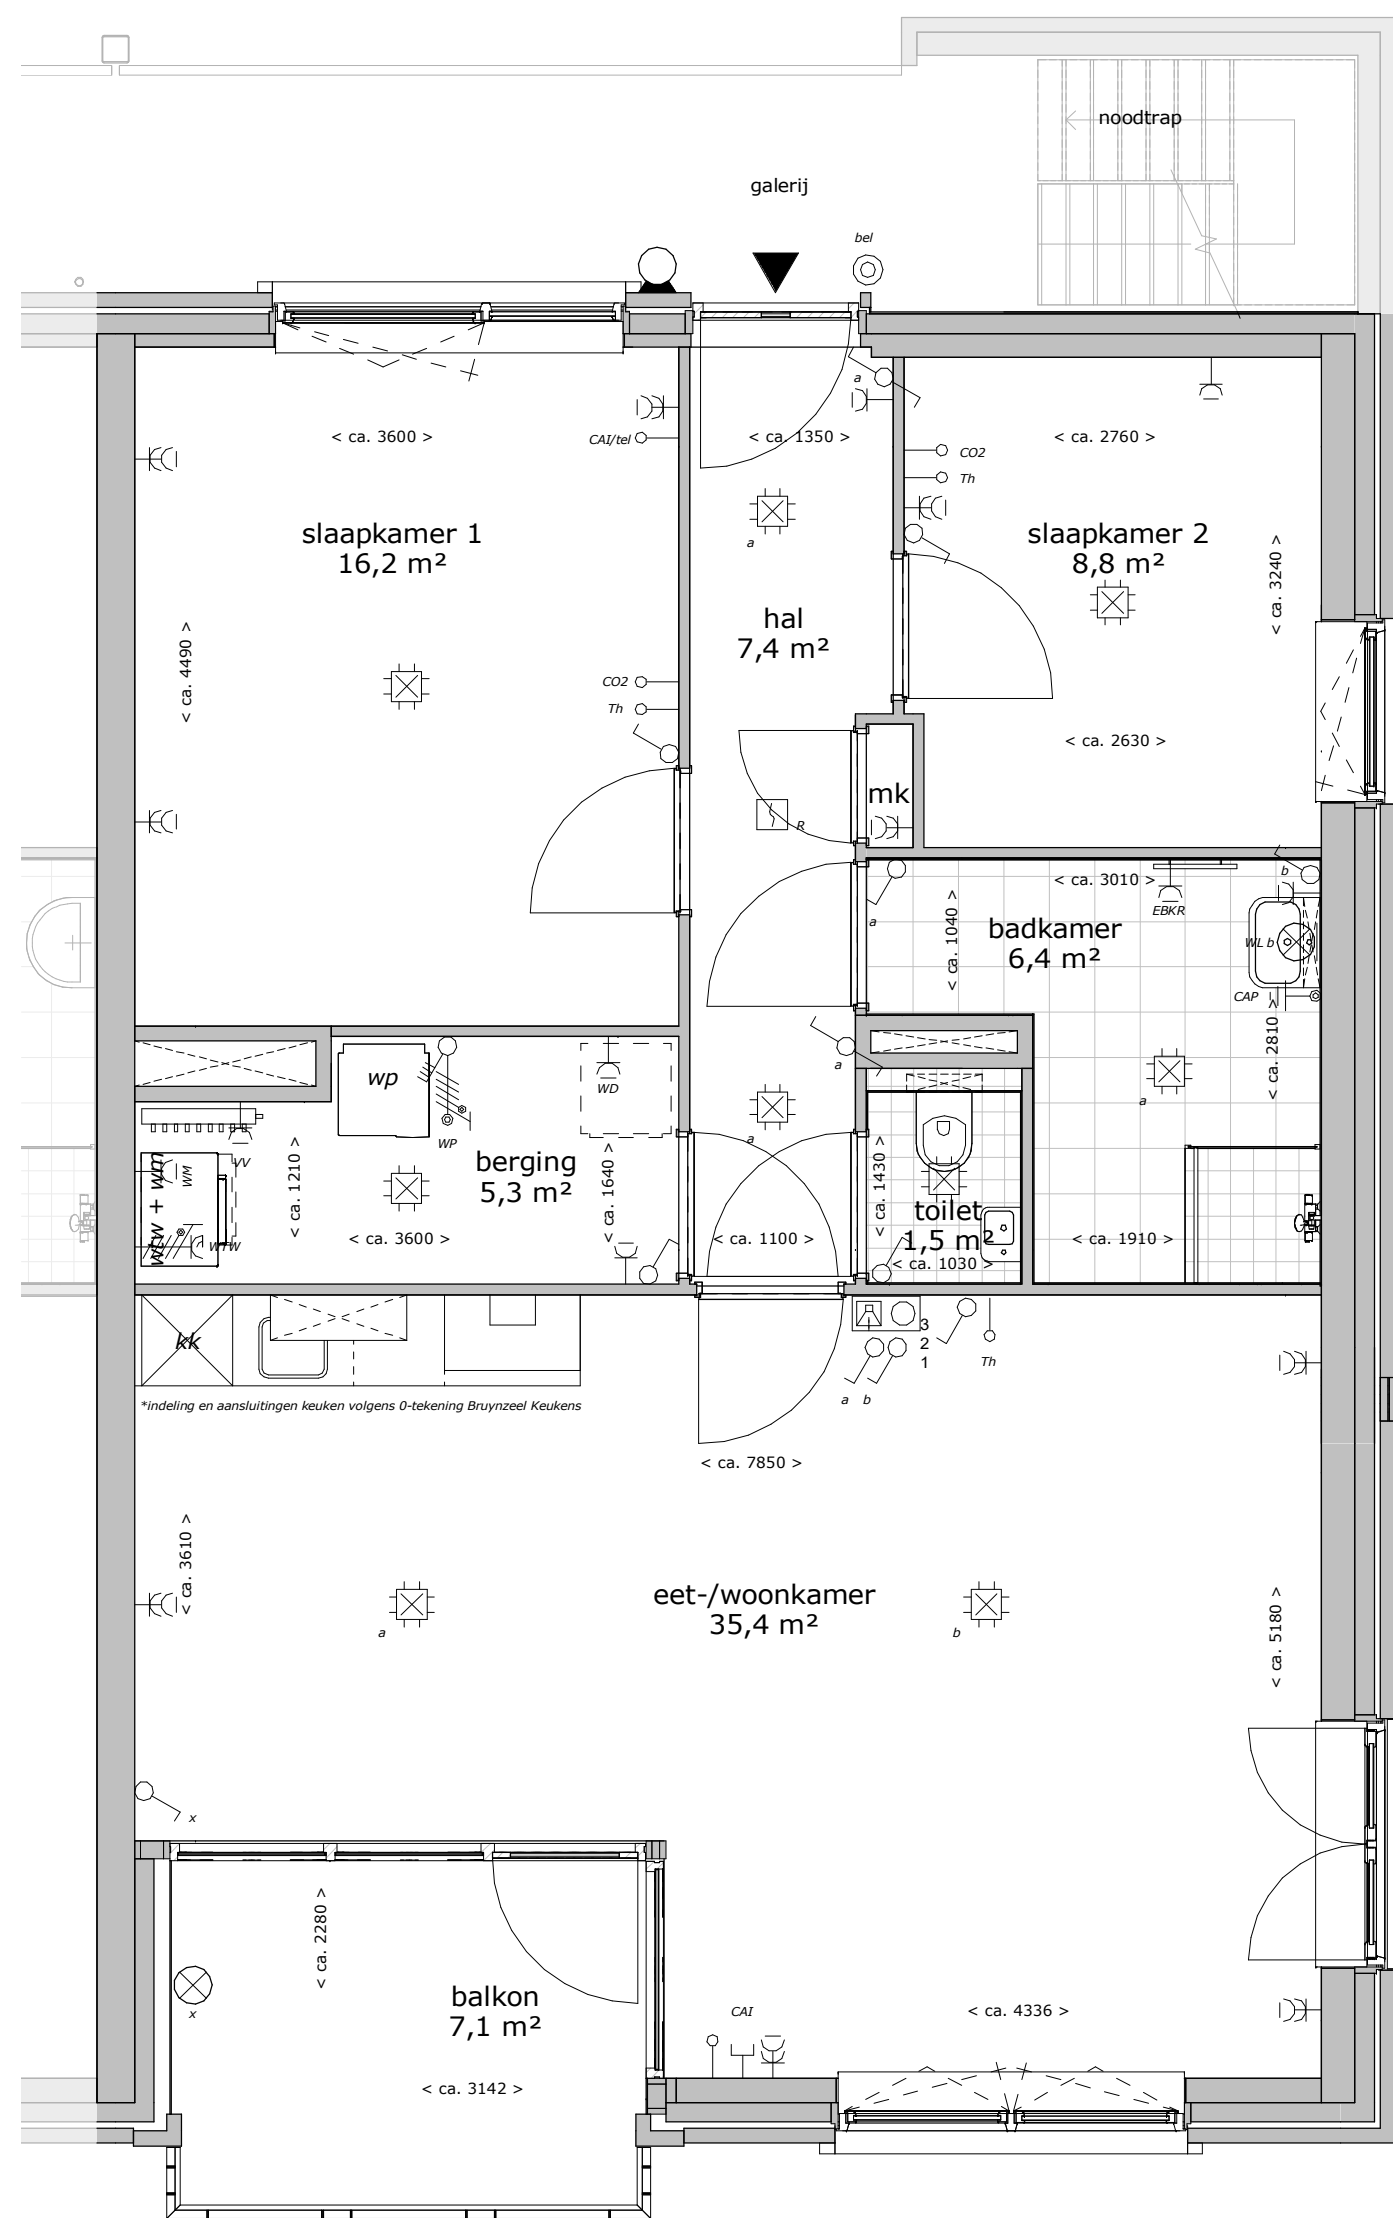 noodtrap
galerij
bel
a
< ca. 3600 >
CAI/tel
< ca. 1350 >
< ca. 2760 >
CO2
Th
slaapkamer 1
16,2 m²
a
slaapkamer 2
8,8 m²
< ca. 3240 >
hal
7,4 m²
< ca. 4490 >
CO2
Th
< ca. 2630 >
mk
R
a
< ca. 3010 >
b
EBKR
< ca. 1040 >
badkamer
6,4 m²
WL b
CAP
< ca. 2810 >
wp
WP
WD
a
a
a
VV
WM
wtw + wm
WTW
< ca. 1210 >
berging
5,3 m²
< ca. 1640 >
< ca. 3600 >
< ca. 1100 >
< ca. 1430 >
toilet
1,5 m²
< ca. 1030 >
< ca. 1910 >
kk
3
2
1
Th
a b
*indeling en aansluitingen keuken volgens 0-tekening Bruynzeel Keukens
< ca. 7850 >
< ca. 3610 >
eet-/woonkamer
35,4 m²
a
b
< ca. 5180 >
x
< ca. 2280 >
x
balkon
7,1 m²
CAI
< ca. 4336 >
< ca. 3142 >